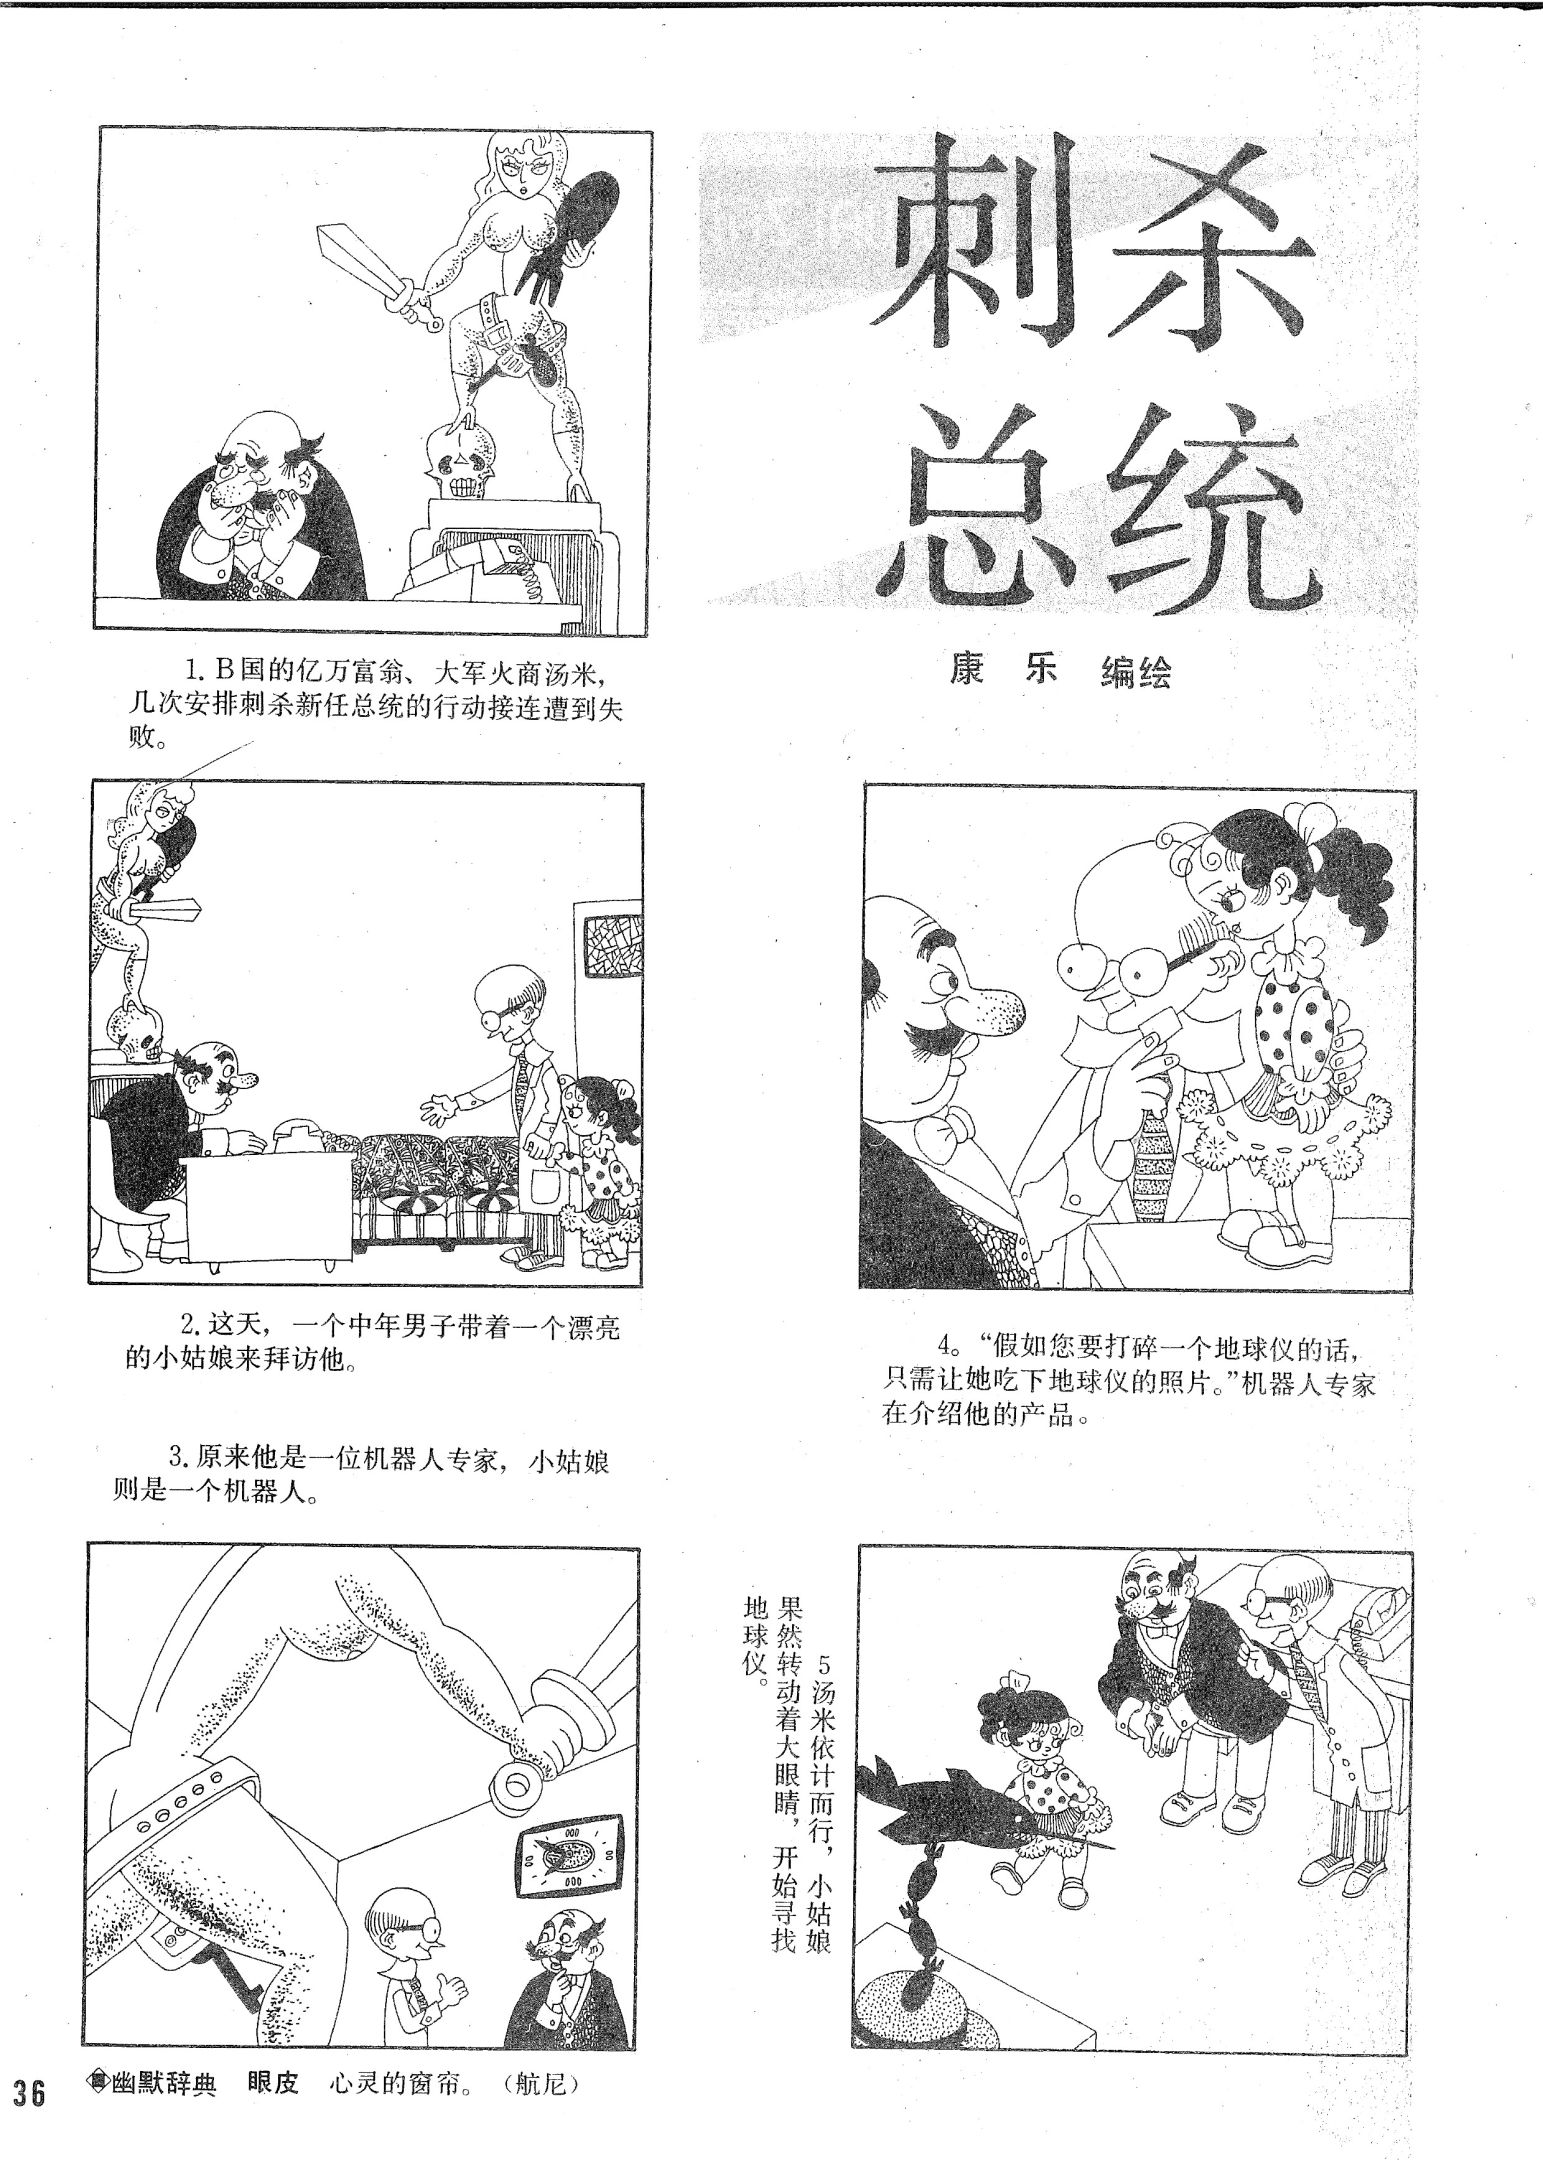 刺杀
总统
康乐 编绘
1. B国的亿万富翁、大军火商汤米，
几次安排刺杀新任总统的行动接连遭到失
败。
2. 这天，一个中年男子带着一个漂亮
的小姑娘来拜访他。
3. 原来他是一位机器人专家，小姑娘
则是一个机器人。
4。“假如您要打碎一个地球仪的话，
只需让她吃下地球仪的照片。”机器人专家
在介绍他的产品。
5汤米依计而行，小姑娘
果然转动着大眼睛，开始寻找
地球仪。
幽默辞典 眼皮 心灵的窗帘。（航尼）
36